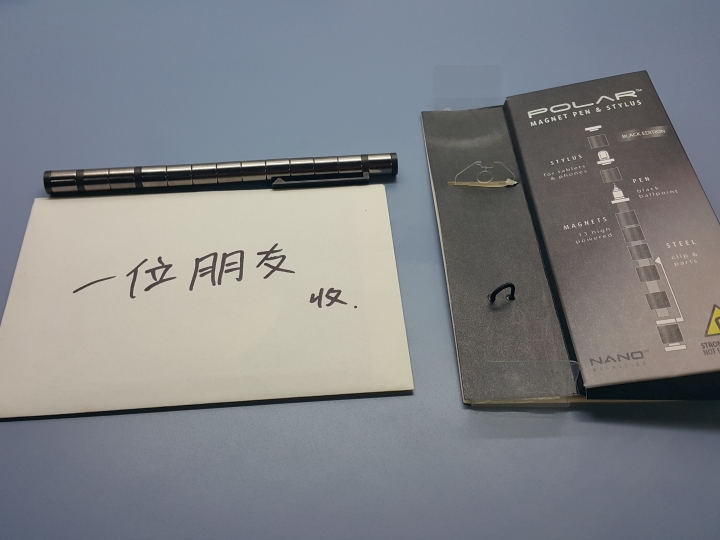 一位朋友
收.
POLAR™
MAGNET PEN & STYLUS
BLACK EDITION
STYLUS
for tablets
& phones
PEN
black
ballpoint
MAGNETS
13 high
powered
STEEL
clip &
parts
NANO™